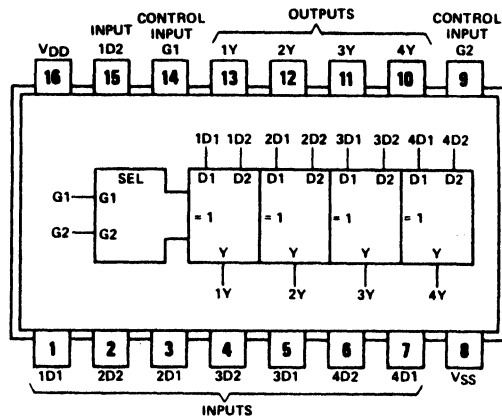 CONTROL OUTPUTS CONTROL
INPUT INPUT INPUT
VDD 1D2 G1 1Y 2Y 3Y 4Y G2
16 15 14 13 12 11 10 9
1D1 1D2 2D1 2D2 3D1 3D2 4D1 4D2
SEL D1 D2 D1 D2 D1 D2 D1 D2
G1 G1
= 1 = 1 = 1 = 1
G2 G2
Y Y Y Y
1Y 2Y 3Y 4Y
1 2 3 4 5 6 7 8
1D1 2D2 2D1 3D2 3D1 4D2 4D1 VSS
INPUTS